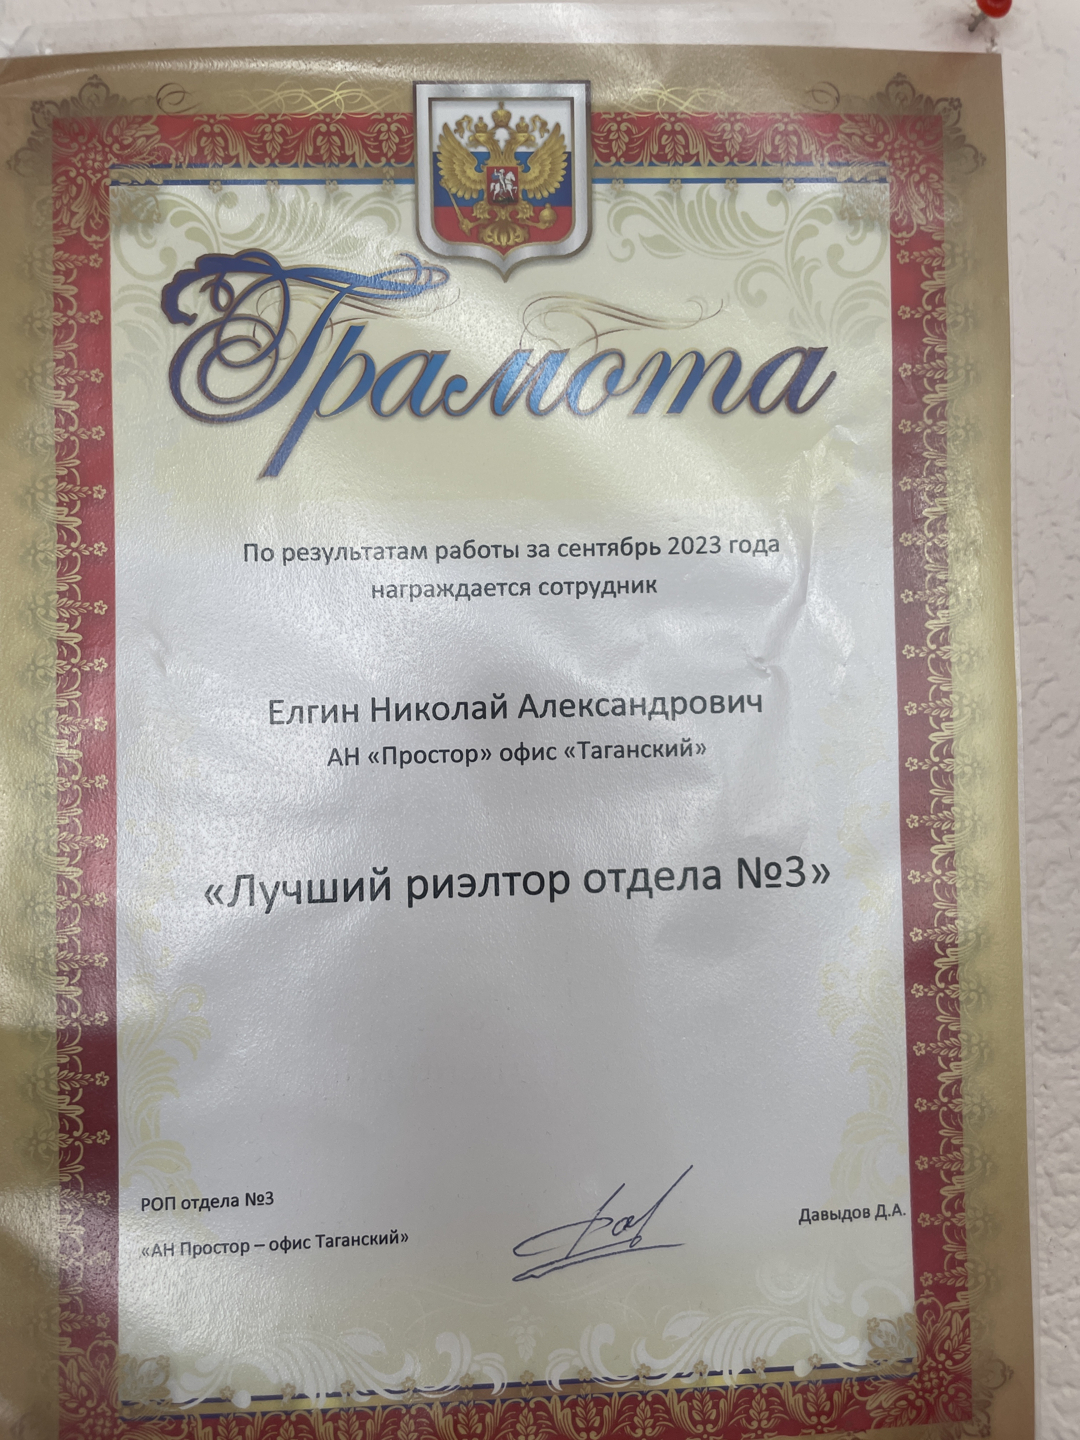 Грамота
По результатам работы за сентябрь 2023 года
награждается сотрудник
Елгин Николай Александрович
АН «Простор» офис «Таганский»
«Лучший риэлтор отдела №3»
РОП отдела №3
«АН Простор – офис Таганский»
Давыдов Д.А.